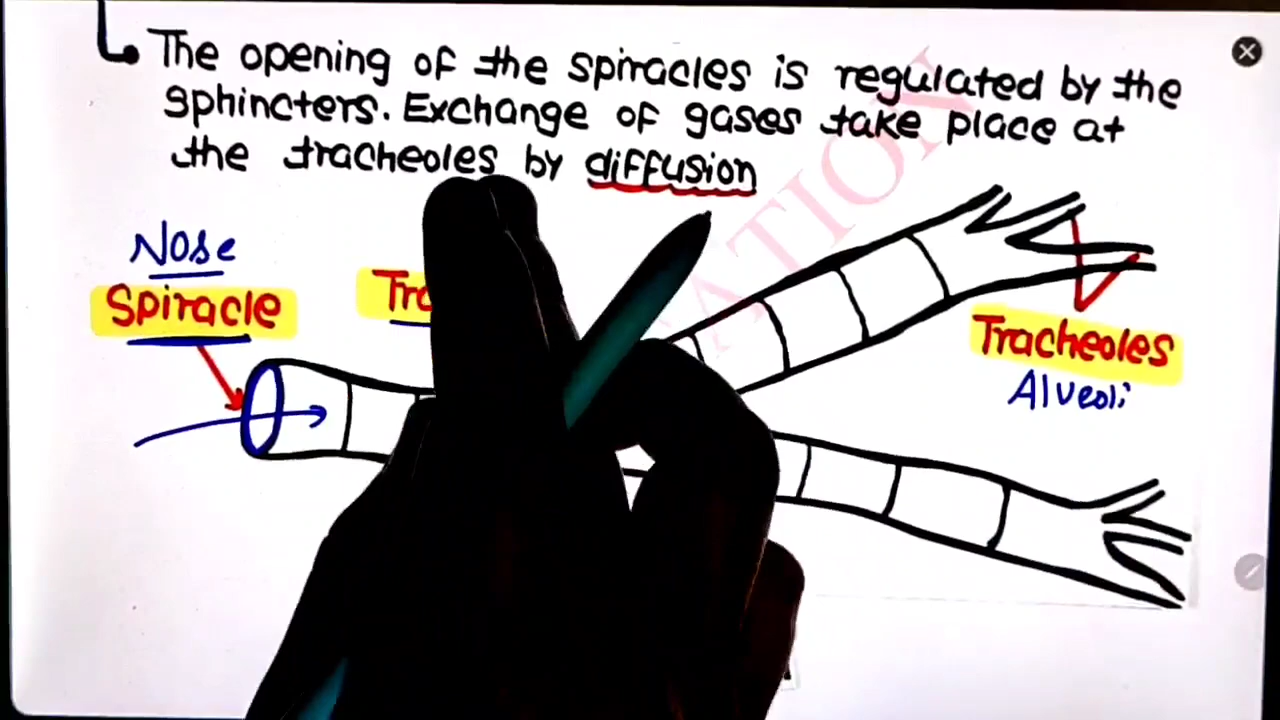 The opening of the spiracles is regulated by the
sphincters. Exchange of gases take place at
the tracheoles by diffusion
Nose
Spiracle
Tracheoles
Alveoli
ATION